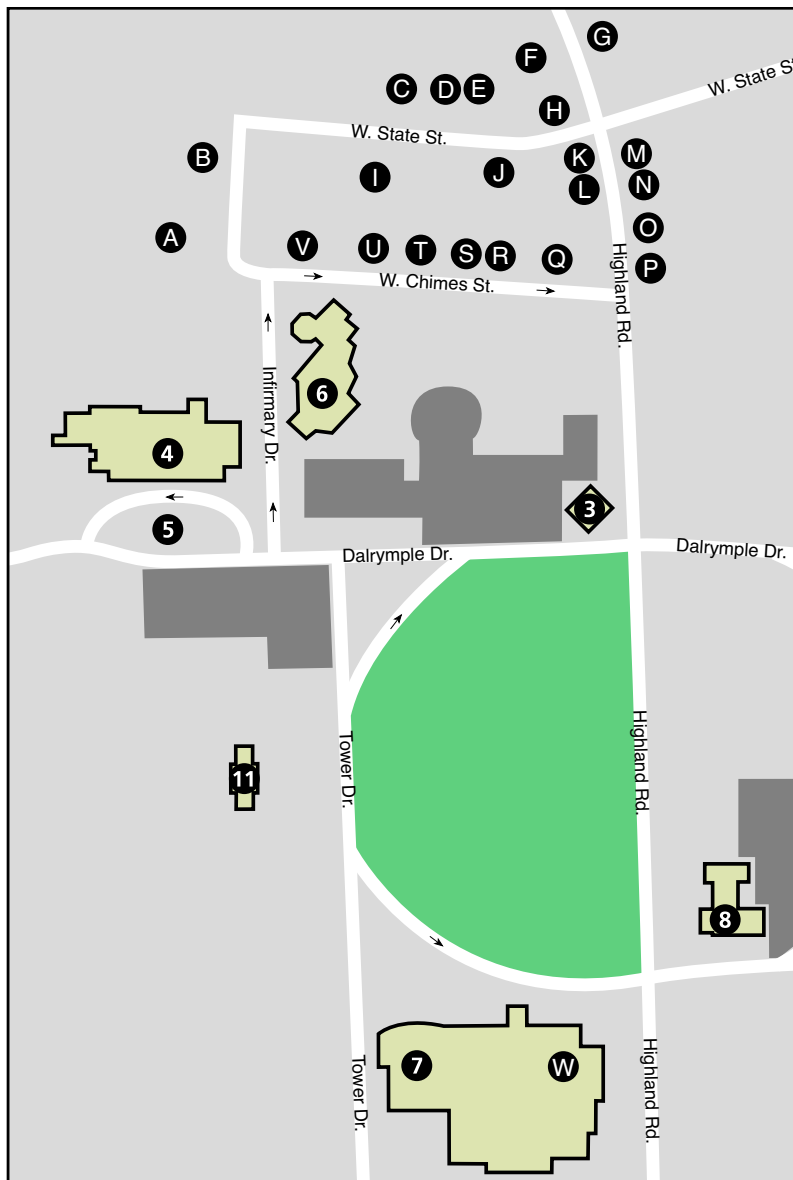 G
F
C
D
E
W. State St.
H
W. State St.
B
K
M
I
J
L
N
O
A
V
U
T
S
R
Q
P
W. Chimes St.
Highland Rd.
6
Infirmary Dr.
4
3
5
Dalrymple Dr.
Dalrymple Dr.
Tower Dr.
Highland Rd.
11
8
7
W
Tower Dr.
Highland Rd.